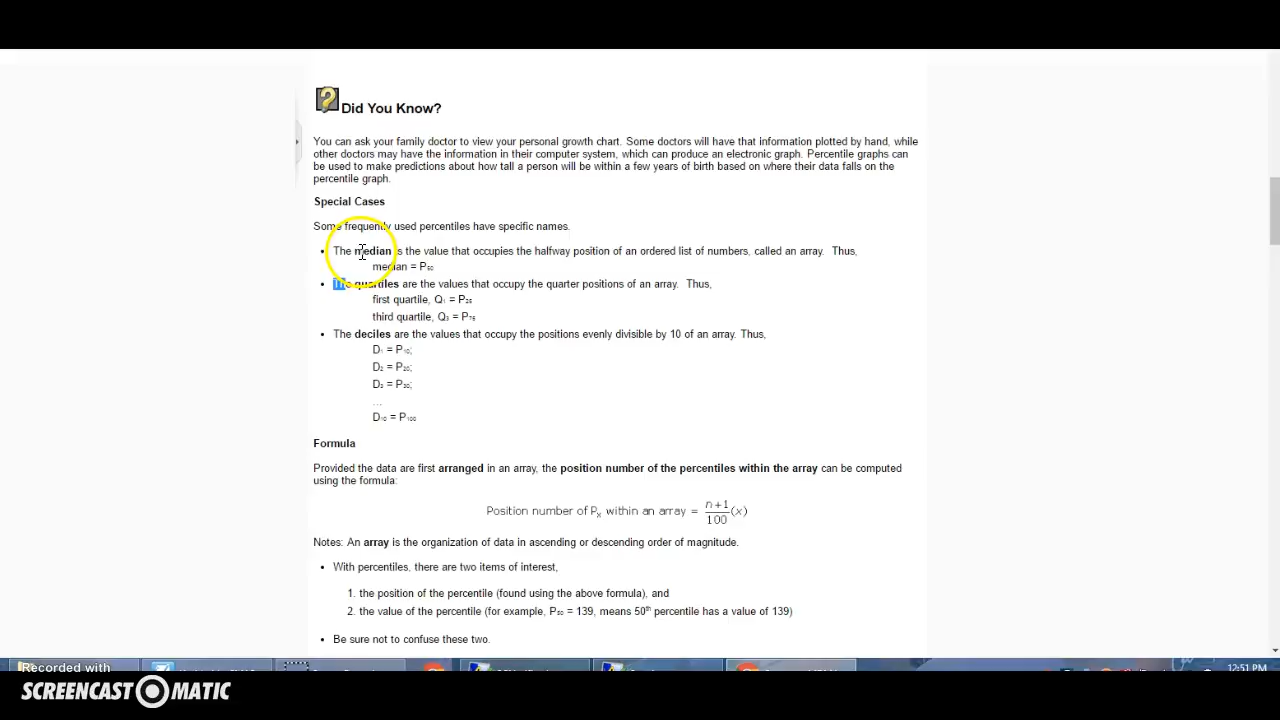 Did You Know?
You can ask your family doctor to view your personal growth chart. Some doctors will have that information plotted by hand, while
other doctors may have the information in their computer system, which can produce an electronic graph. Percentile graphs can
be used to make predictions about how tall a person will be within a few years of birth based on where their data falls on the
percentile graph.
Special Cases
Some frequently used percentiles have specific names.
• The median is the value that occupies the halfway position of an ordered list of numbers, called an array. Thus,
median = P50
• The quartiles are the values that occupy the quarter positions of an array. Thus,
first quartile, Q1 = P25
third quartile, Q3 = P75
• The deciles are the values that occupy the positions evenly divisible by 10 of an array. Thus,
D1 = P10;
D2 = P20;
D3 = P30;
...
D10 = P100
Formula
Provided the data are first arranged in an array, the position number of the percentiles within the array can be computed
using the formula:
Position number of Px within an array = n+1/100 (x)
Notes: An array is the organization of data in ascending or descending order of magnitude.
• With percentiles, there are two items of interest,
1. the position of the percentile (found using the above formula), and
2. the value of the percentile (for example, P50 = 139, means 50th percentile has a value of 139)
• Be sure not to confuse these two.
12:51 PM
Recorded with
SCREENCAST MATIC